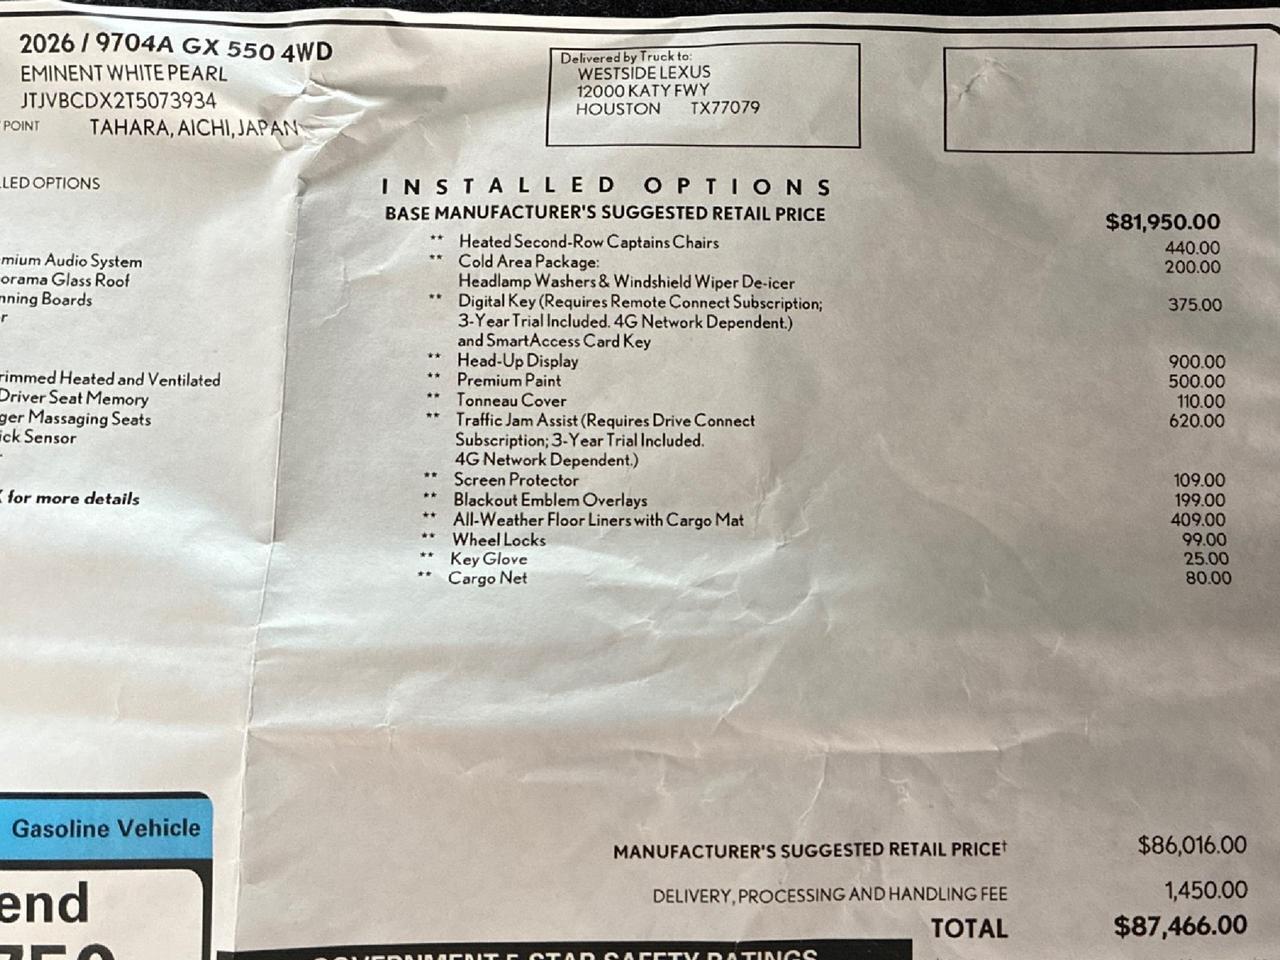 2026 / 9704A GX 550 4WD
EMINENT WHITE PEARL
JTJVBCDX2T5073934
POINT TAHARA, AICHI, JAPAN
Delivered by Truck to:
WESTSIDE LEXUS
12000 KATY FWY
HOUSTON TX77079
LED OPTIONS
mium Audio System
orama Glass Roof
nning Boards
r
rimmed Heated and Ventilated
Driver Seat Memory
ger Massaging Seats
ick Sensor
for more details
INSTALLED OPTIONS
BASE MANUFACTURER'S SUGGESTED RETAIL PRICE $81,950.00
** Heated Second-Row Captains Chairs 440.00
** Cold Area Package: 200.00
Headlamp Washers & Windshield Wiper De-icer
** Digital Key (Requires Remote Connect Subscription; 375.00
3-Year Trial Included. 4G Network Dependent.)
and SmartAccess Card Key
** Head-Up Display 900.00
** Premium Paint 500.00
** Tonneau Cover 110.00
** Traffic Jam Assist (Requires Drive Connect 620.00
Subscription; 3-Year Trial Included.
4G Network Dependent.)
** Screen Protector 109.00
** Blackout Emblem Overlays 199.00
** All-Weather Floor Liners with Cargo Mat 409.00
** Wheel Locks 99.00
** Key Glove 25.00
** Cargo Net 80.00
Gasoline Vehicle
end
750
MANUFACTURER'S SUGGESTED RETAIL PRICE† $86,016.00
DELIVERY, PROCESSING AND HANDLING FEE 1,450.00
TOTAL $87,466.00
GOVERNMENT 5-STAR SAFETY RATINGS